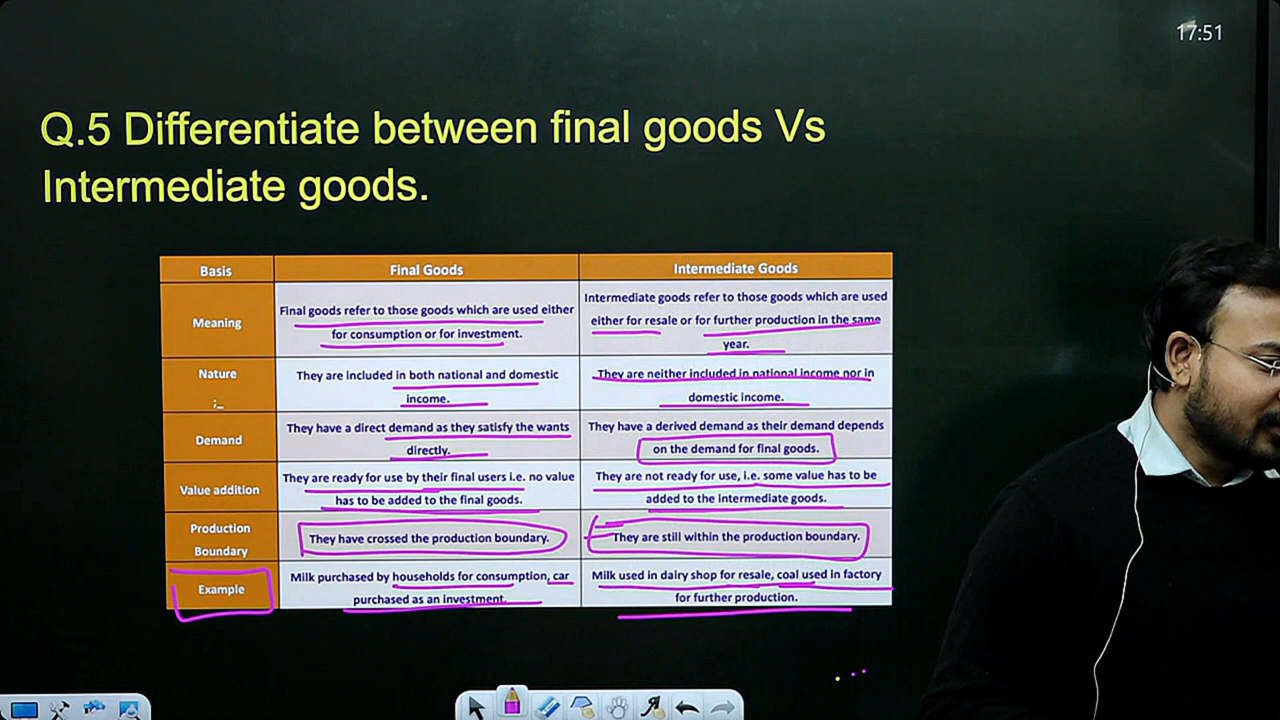 17:51
Q.5 Differentiate between final goods Vs
Intermediate goods.
Basis
Final Goods
Intermediate Goods
Meaning
Final goods refer to those goods which are used either
for consumption or for investment.
Intermediate goods refer to those goods which are used
either for resale or for further production in the same
year.
Nature
;_
They are included in both national and domestic
income.
They are neither included in national income nor in
domestic income.
Demand
They have a direct demand as they satisfy the wants
directly.
They have a derived demand as their demand depends
on the demand for final goods.
Value addition
They are ready for use by their final users i.e. no value
has to be added to the final goods.
They are not ready for use, i.e. some value has to be
added to the intermediate goods.
Production
Boundary
They have crossed the production boundary.
They are still within the production boundary.
Example
Milk purchased by households for consumption, car
purchased as an investment.
Milk used in dairy shop for resale, coal used in factory
for further production.